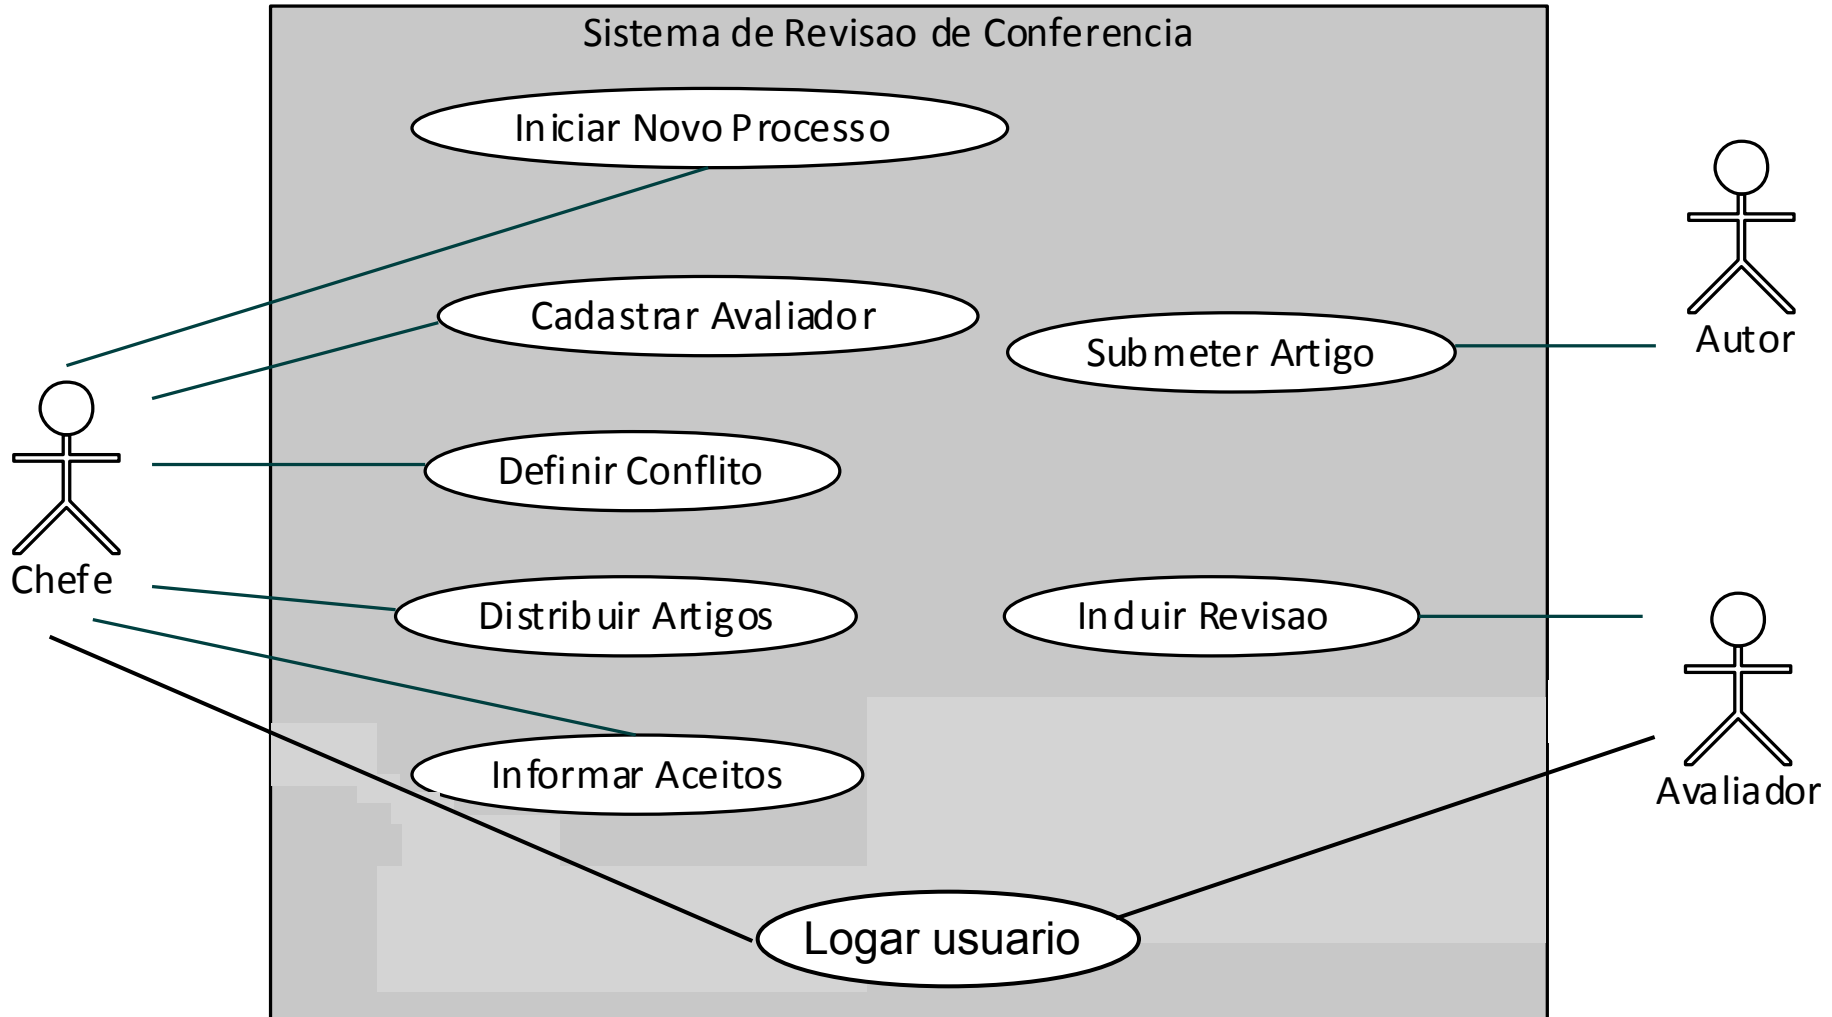 Sistema de Revisao de Conferencia
Iniciar Novo Processo
Cadastrar Avaliador
Submeter Artigo
Autor
Definir Conflito
Chefe
Distribuir Artigos
Induir Revisao
Informar Aceitos
Avaliador
Logar usuario